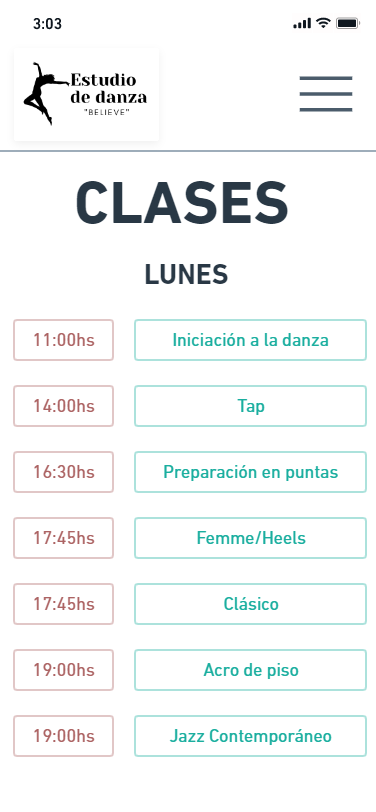 3:03
Estudio
de danza
"BELIEVE"
CLASES
LUNES
11:00hs Iniciación a la danza
14:00hs Tap
16:30hs Preparación en puntas
17:45hs Femme/Heels
17:45hs Clásico
19:00hs Acro de piso
19:00hs Jazz Contemporáneo